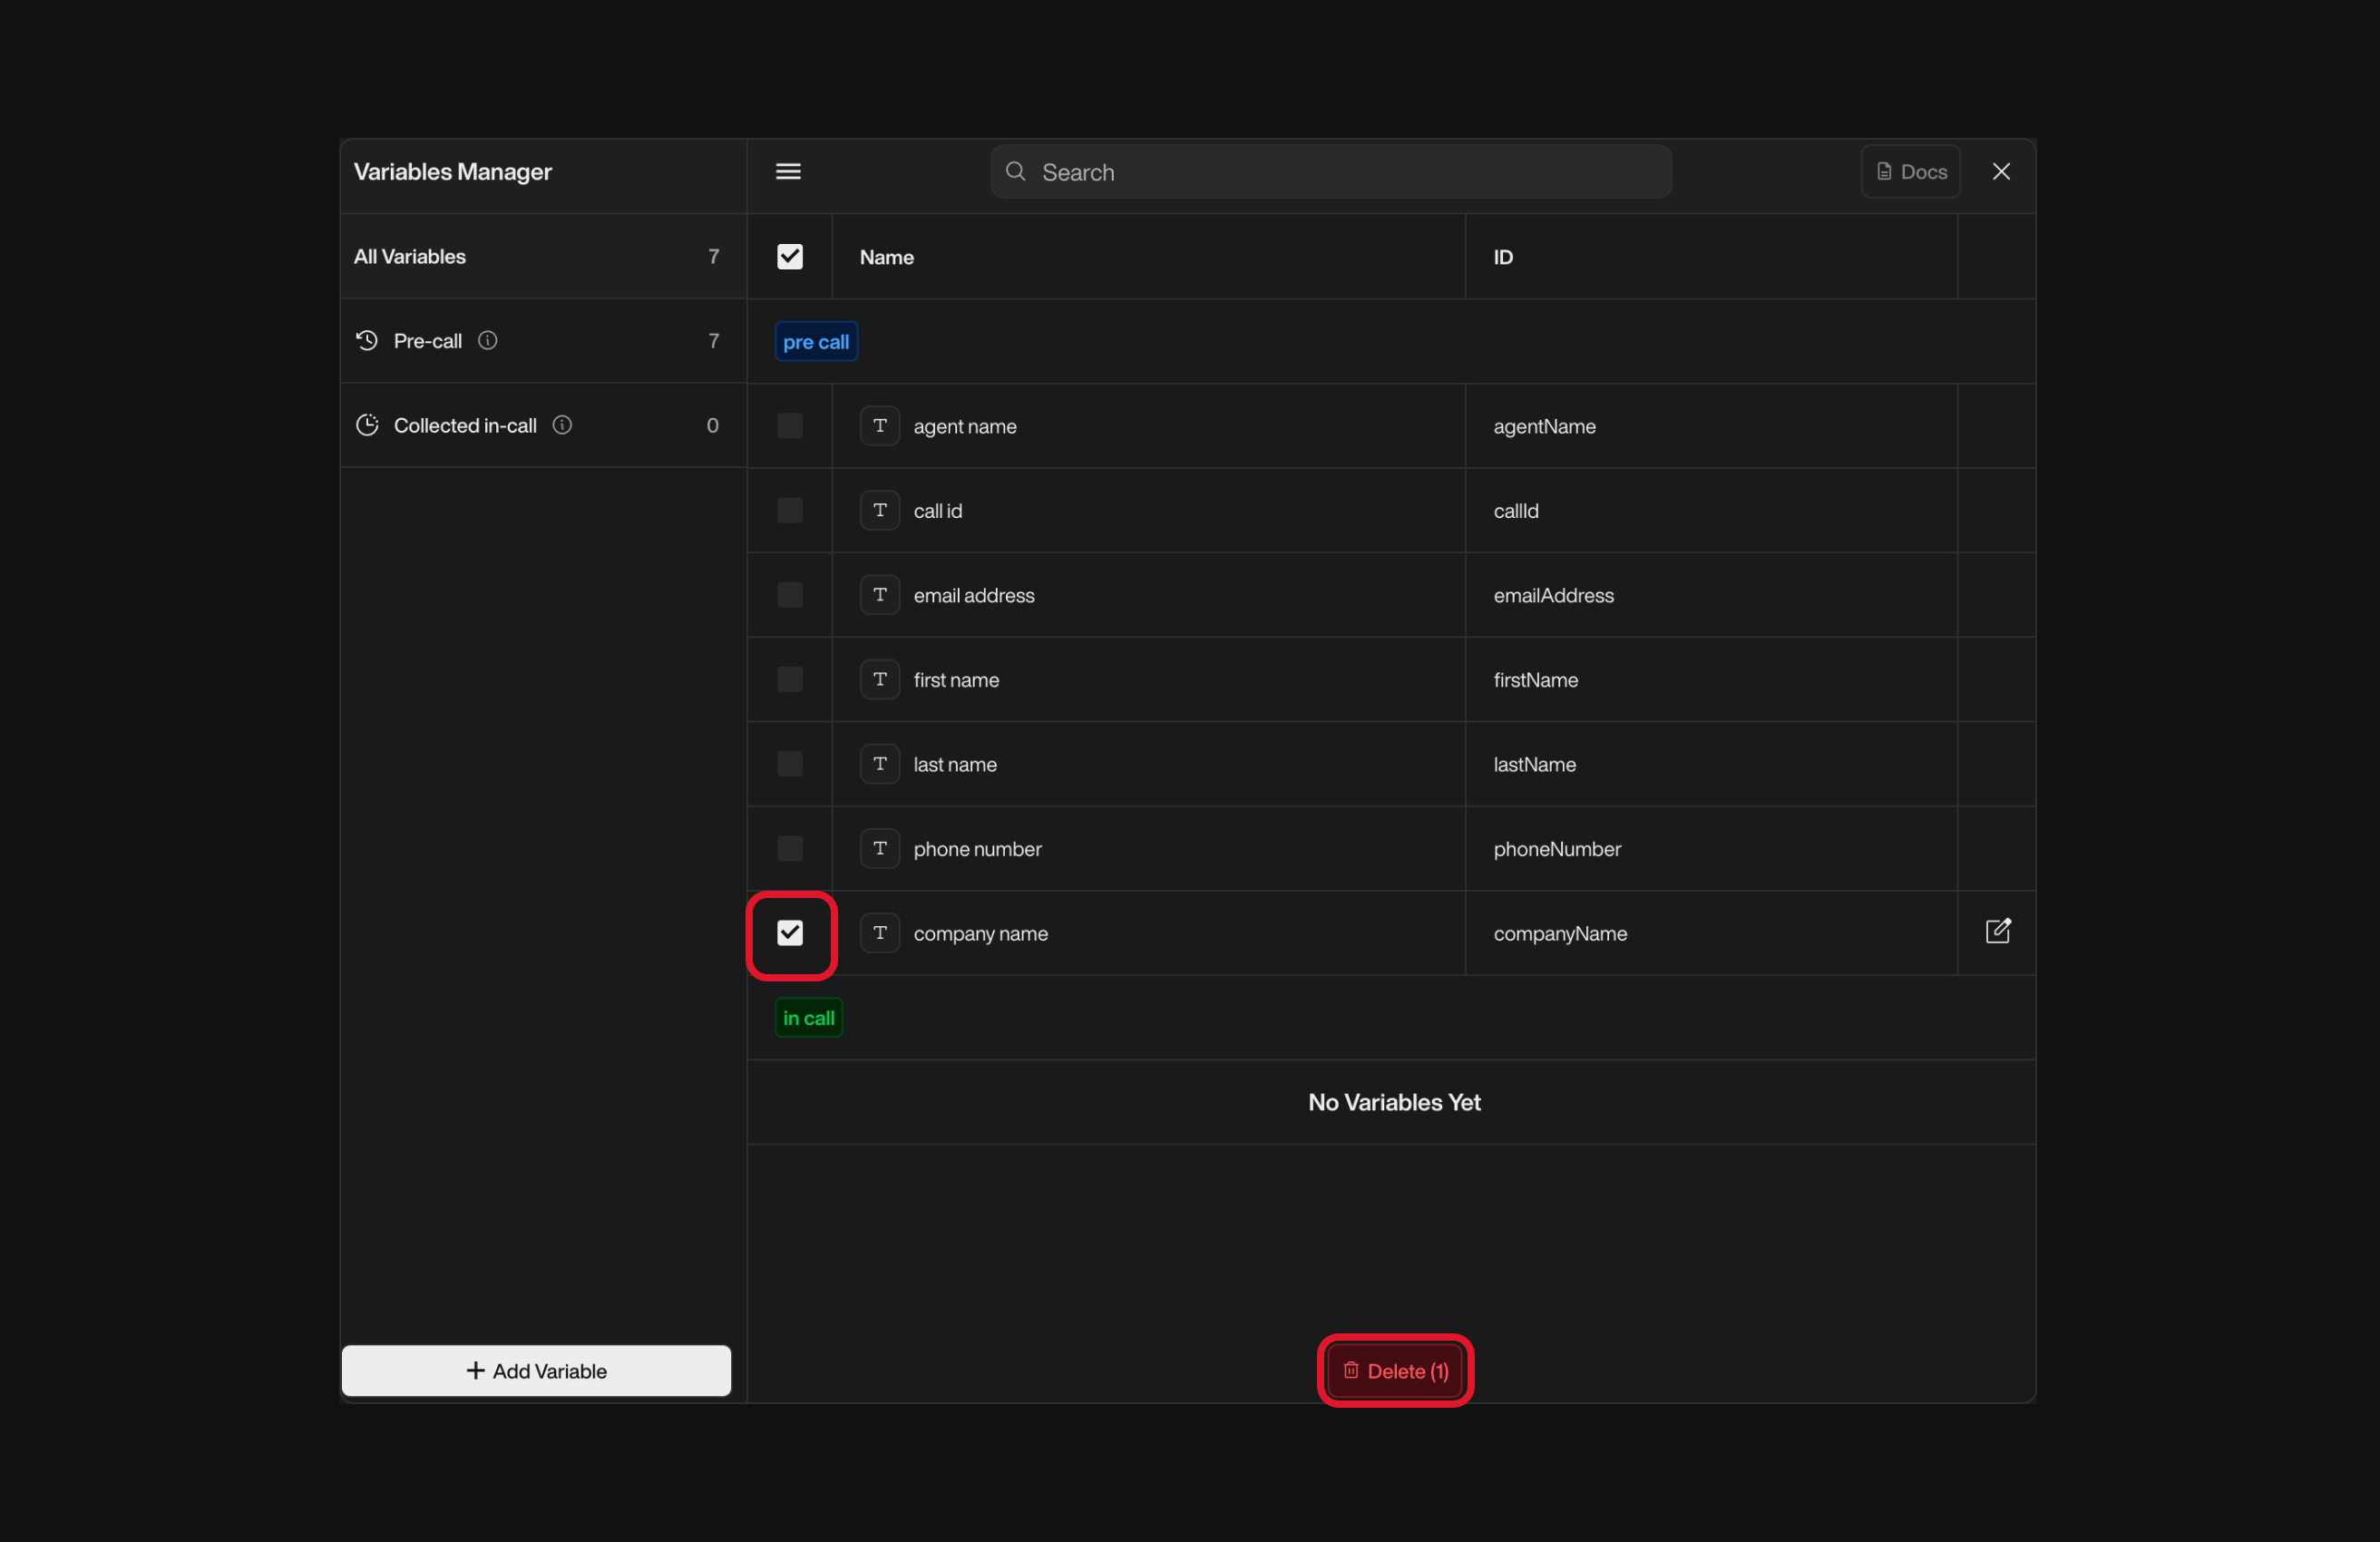 Variables Manager
Search
Docs
All Variables 7
Name ID
Pre-call 7
pre call
Collected in-call 0
T agent name agentName
T call id callId
T email address emailAddress
T first name firstName
T last name lastName
T phone number phoneNumber
T company name companyName
in call
No Variables Yet
+ Add Variable
Delete (1)